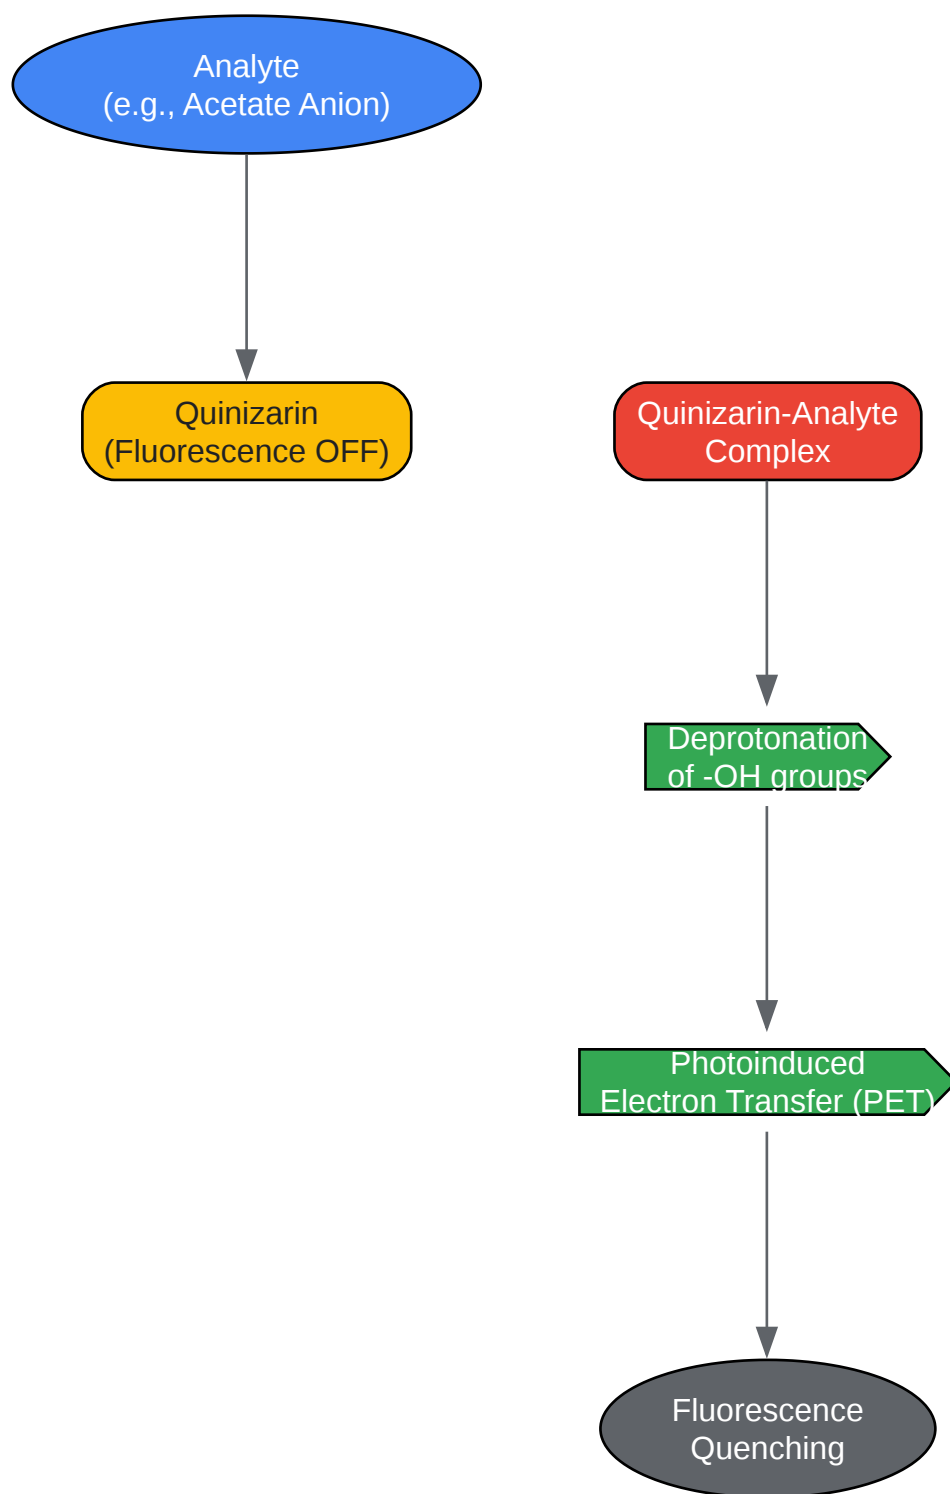 Analyte
(e.g., Acetate Anion)
Quinizarin
(Fluorescence OFF)
Quinizarin-Analyte
Complex
Deprotonation
of -OH groups
Photoinduced
Electron Transfer (PET)
Fluorescence
Quenching